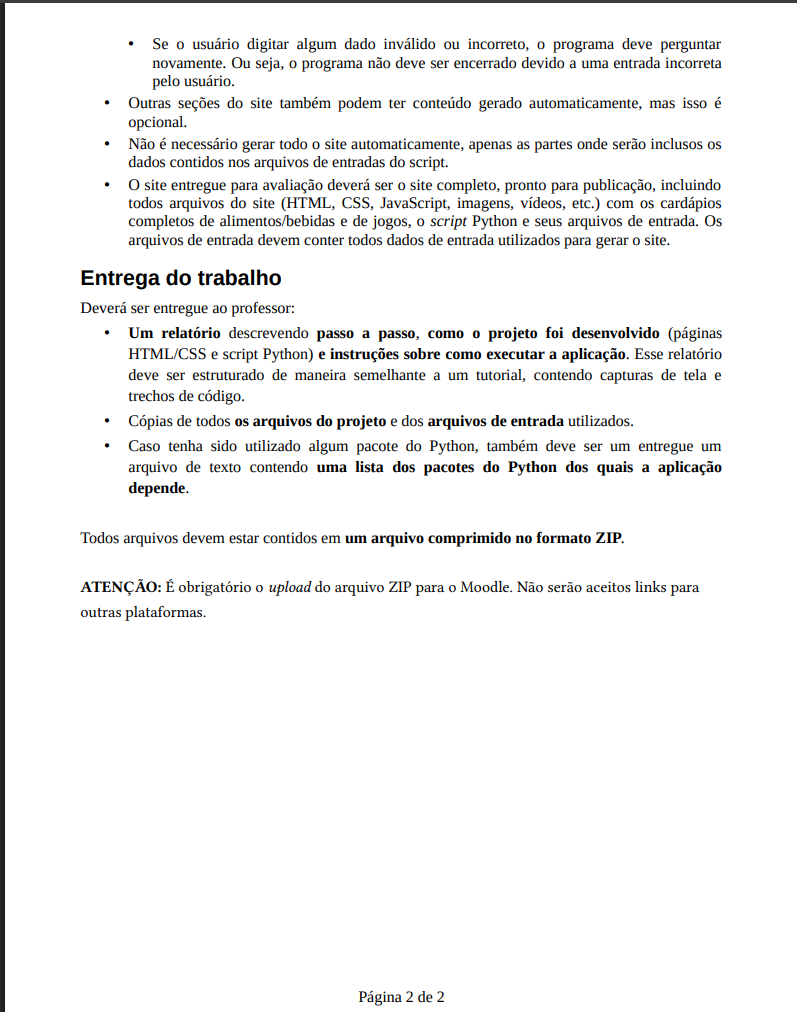 • Se o usuário digitar algum dado inválido ou incorreto, o programa deve perguntar
novamente. Ou seja, o programa não deve ser encerrado devido a uma entrada incorreta
pelo usuário.
• Outras seções do site também podem ter conteúdo gerado automaticamente, mas isso é
opcional.
• Não é necessário gerar todo o site automaticamente, apenas as partes onde serão inclusos os
dados contidos nos arquivos de entradas do script.
• O site entregue para avaliação deverá ser o site completo, pronto para publicação, incluindo
todos arquivos do site (HTML, CSS, JavaScript, imagens, vídeos, etc.) com os cardápios
completos de alimentos/bebidas e de jogos, o script Python e seus arquivos de entrada. Os
arquivos de entrada devem conter todos dados de entrada utilizados para gerar o site.
Entrega do trabalho
Deverá ser entregue ao professor:
• Um relatório descrevendo passo a passo, como o projeto foi desenvolvido (páginas
HTML/CSS e script Python) e instruções sobre como executar a aplicação. Esse relatório
deve ser estruturado de maneira semelhante a um tutorial, contendo capturas de tela e
trechos de código.
• Cópias de todos os arquivos do projeto e dos arquivos de entrada utilizados.
• Caso tenha sido utilizado algum pacote do Python, também deve ser um entregue um
arquivo de texto contendo uma lista dos pacotes do Python dos quais a aplicação
depende.
Todos arquivos devem estar contidos em um arquivo comprimido no formato ZIP.
ATENÇÃO: É obrigatório o upload do arquivo ZIP para o Moodle. Não serão aceitos links para
outras plataformas.
Página 2 de 2